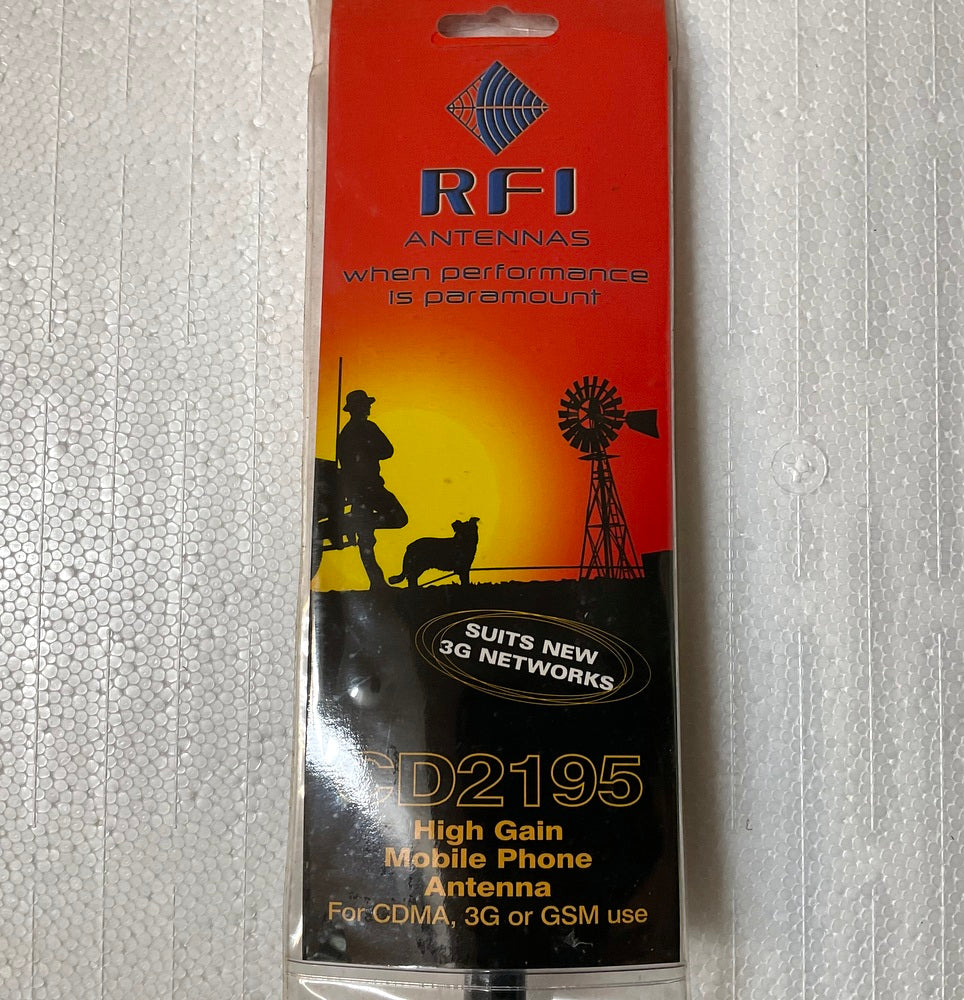 RFI
ANTENNAS
when performance
is paramount
SUITS NEW
3G NETWORKS
CD2195
High Gain
Mobile Phone
Antenna
For CDMA, 3G or GSM use